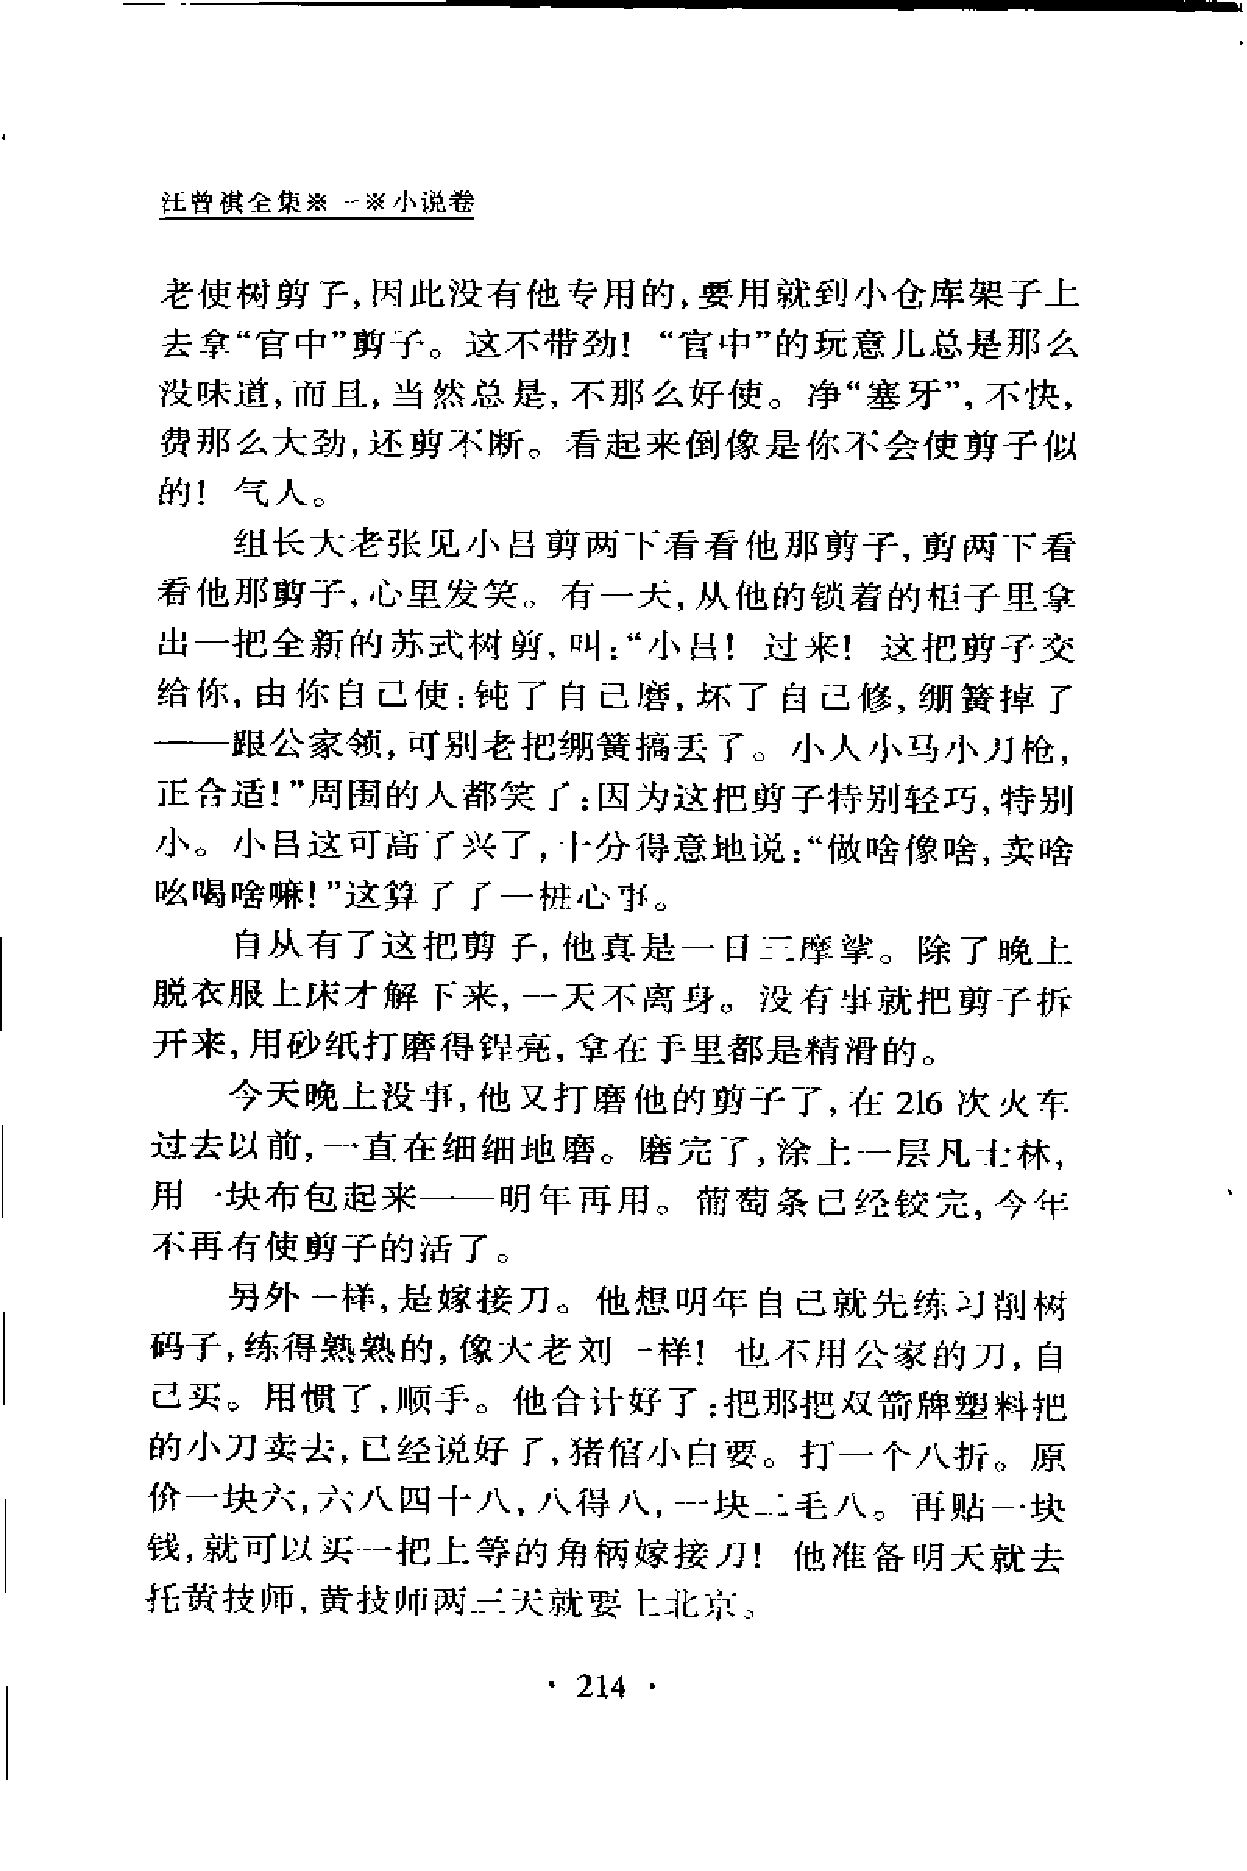 汪曾祺全集※一※小说卷
老使树剪子,因此没有他专用的,要用就到小仓库架子上
去拿“官中”剪子。这不带劲！“官中”的玩意儿总是那么
没味道,而且,当然总是,不那么好使。净“塞牙”,不快,
费那么大劲,还剪不断。看起来倒像是你不会使剪子似
的！气人。
组长大老张见小吕剪两下看看他那剪子,剪两下看
看他那剪子,心里发笑。有一天,从他的锁着的柜子里拿
出一把全新的苏式树剪,叫:“小吕！过来！这把剪子交
给你,由你自己使:钝了自己磨,坏了自己修,绷簧掉了
——跟公家领,可别老把绷簧搞丢了。小人小马小刀枪,
正合适！”周围的人都笑了:因为这把剪子特别轻巧,特别
小。小吕这可高了兴了,十分得意地说:“做啥像啥,卖啥
吆喝啥嘛！”这算了了一桩心事。
自从有了这把剪子,他真是一日三摩挲。除了晚上
脱衣服上床才解下来,一天不离身。没有事就把剪子拆
开来,用砂纸打磨得锃亮,拿在手里都是精滑的。
今天晚上没事,他又打磨他的剪子了,在 216 次火车
过去以前,一直在细细地磨。磨完了,涂上一层凡士林,
用一块布包起来——明年再用。葡萄条已经铰完,今年
不再有使剪子的活了。
另外一样,是嫁接刀。他想明年自己就先练习削树
码子,练得熟熟的,像大老刘一样！也不用公家的刀,自
己买。用惯了,顺手。他合计好了:把那把双箭牌塑料把
的小刀卖去,已经说好了,猪倌小白要。打一个八折。原
价一块六,六八四十八,八得八,一块二毛八。再贴一块
钱,就可以买一把上等的角柄嫁接刀！他准备明天就去
托黄技师,黄技师两三天就要上北京。
· 214 ·